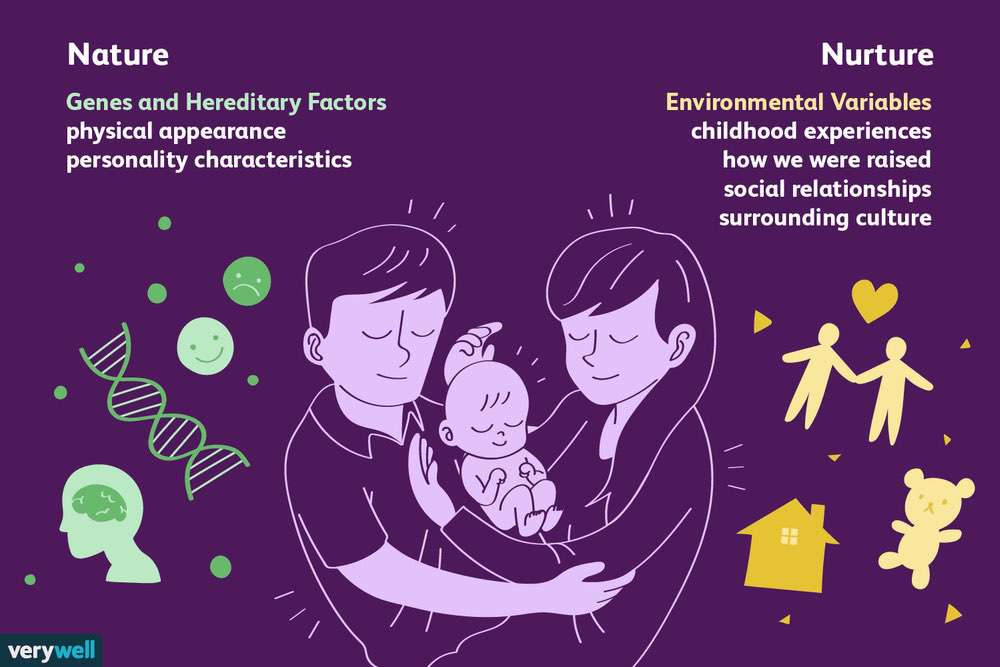 Nature
Genes and Hereditary Factors
physical appearance
personality characteristics
Nurture
Environmental Variables
childhood experiences
how we were raised
social relationships
surrounding culture
verywell